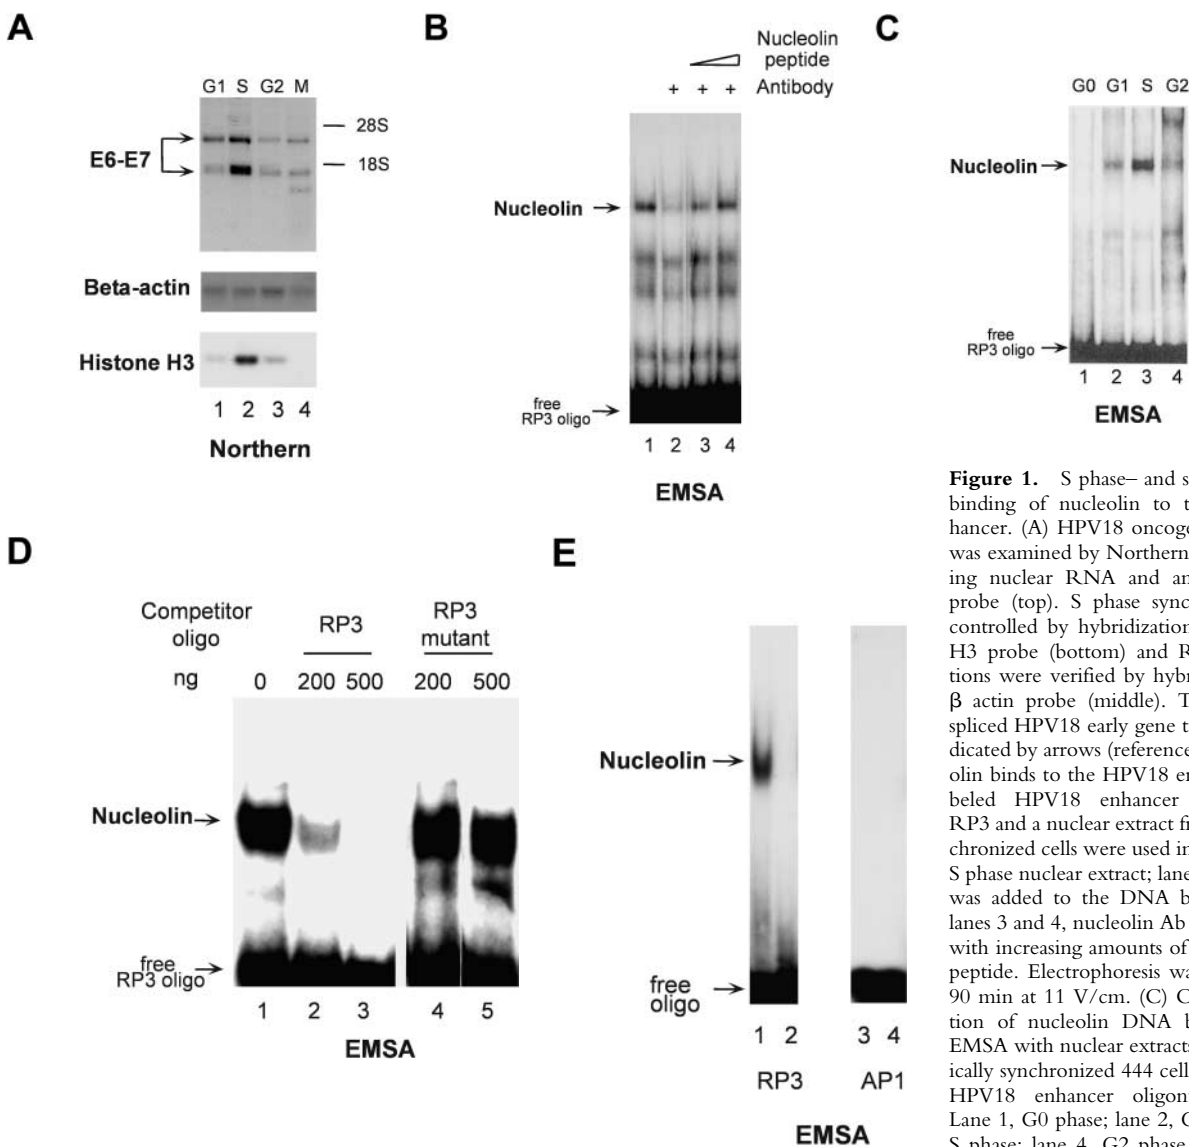 A
G1 S G2 M
28S
E6-E7
18S
Beta-actin
Histone H3
1 2 3 4
Northern
B
Nucleolin
peptide
+ + + Antibody
Nucleolin
free
RP3 oligo
1 2 3 4
EMSA
C
G0 G1 S G2
Nucleolin
free
RP3 oligo
1 2 3 4
EMSA
D
Competitor
oligo
RP3
RP3
mutant
ng 0 200 500 200 500
Nucleolin
free
RP3 oligo
1 2 3 4 5
EMSA
E
Nucleolin
free
oligo
1 2 3 4
RP3 AP1
EMSA
Figure 1. S phase– and s
binding of nucleolin to t
hancer. (A) HPV18 oncoge
was examined by Northern
ing nuclear RNA and an
probe (top). S phase sync
controlled by hybridization
H3 probe (bottom) and R
tions were verified by hybr
β actin probe (middle). T
spliced HPV18 early gene t
dicated by arrows (reference
olin binds to the HPV18 en
beled HPV18 enhancer
RP3 and a nuclear extract fr
chronized cells were used in
S phase nuclear extract; lane
was added to the DNA b
lanes 3 and 4, nucleolin Ab
with increasing amounts of
peptide. Electrophoresis wa
90 min at 11 V/cm. (C) C
tion of nucleolin DNA b
EMSA with nuclear extracts
ically synchronized 444 cell
HPV18 enhancer oligon
Lane 1, G0 phase; lane 2, G
S phase; lane 4, G2 phase